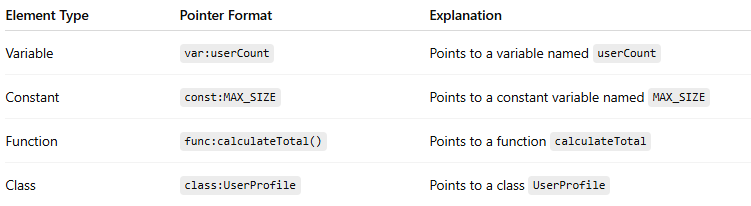 Element Type Pointer Format Explanation
Variable var:userCount Points to a variable named userCount
Constant const:MAX_SIZE Points to a constant variable named MAX_SIZE
Function func:calculateTotal() Points to a function calculateTotal
Class class:UserProfile Points to a class UserProfile